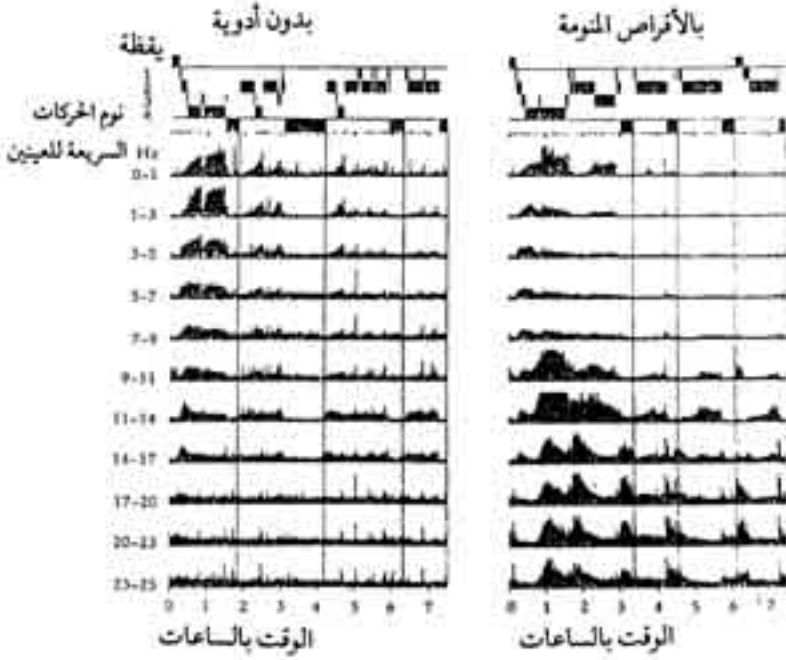 بدون أدوية
بالأقراص المنومة
يقظة
نوم الحركات
السريعة للعينين
Hz
0-1
1-3
3-5
5-7
7-9
9-11
11-14
14-17
17-20
20-23
23-25
0 1 2 3 4 5 6 7
0 1 2 3 4 5 6 7
الوقت بالساعات
الوقت بالساعات